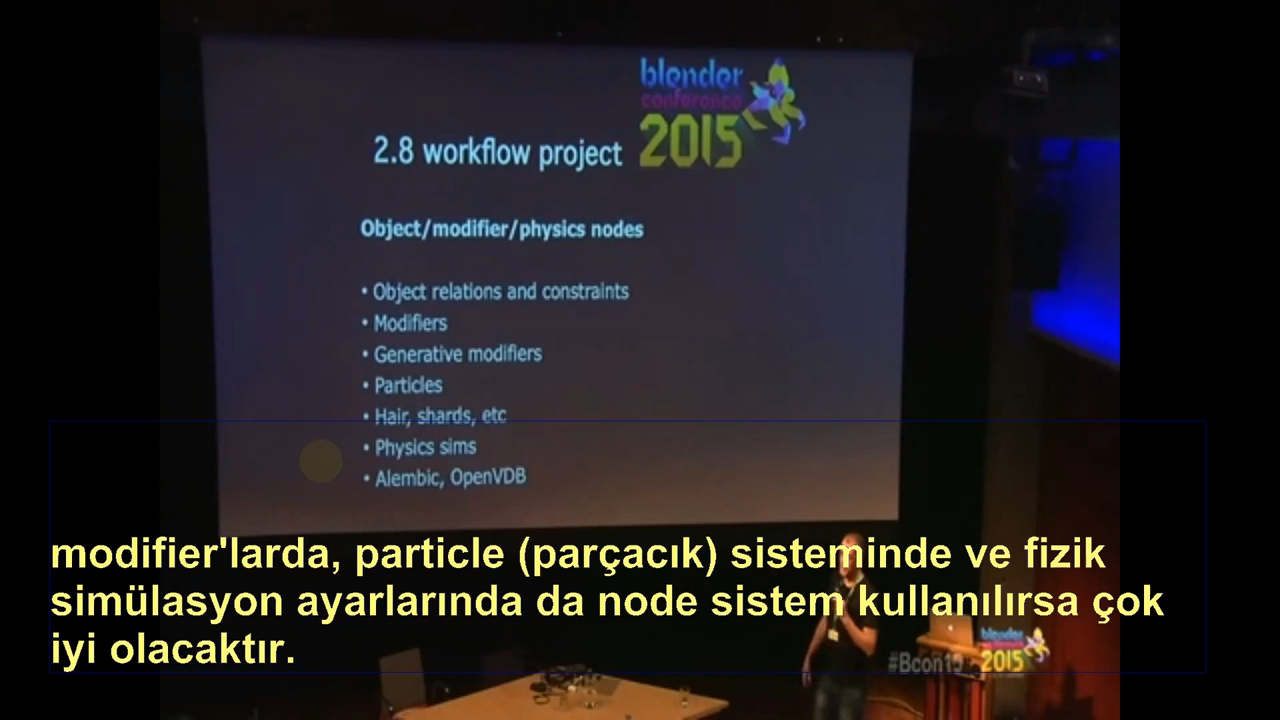 blender
conference
2015
2.8 workflow project
Object/modifier/physics nodes
• Object relations and constraints
• Modifiers
• Generative modifiers
• Particles
• Hair, shards, etc
• Physics sims
• Alembic, OpenVDB
modifier'larda, particle (parçacık) sisteminde ve fizik
simülasyon ayarlarında da node sistem kullanılırsa çok
iyi olacaktır.
#Bcon15
blender
2015